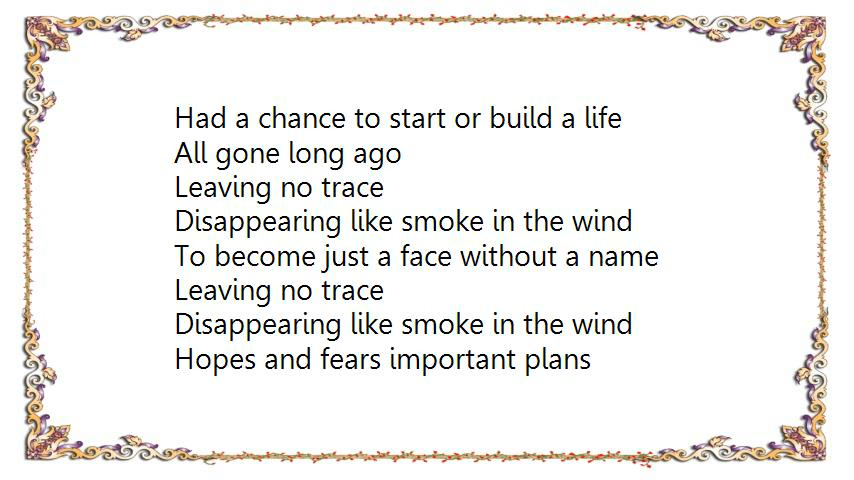 Had a chance to start or build a life
All gone long ago
Leaving no trace
Disappearing like smoke in the wind
To become just a face without a name
Leaving no trace
Disappearing like smoke in the wind
Hopes and fears important plans